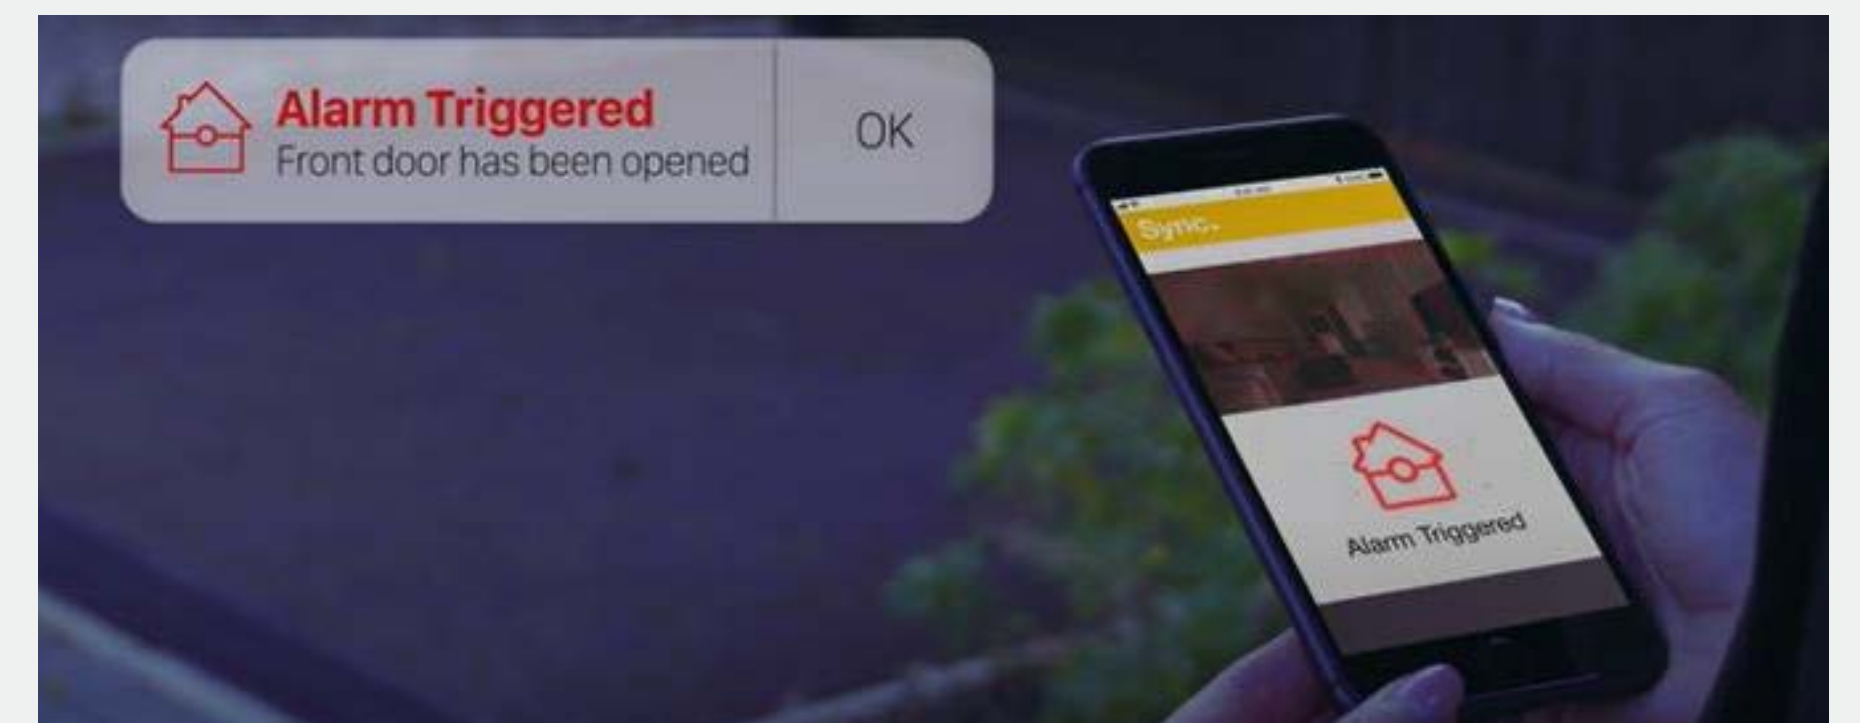 Alarm Triggered
Front door has been opened
OK
Sync.
Alarm Triggered